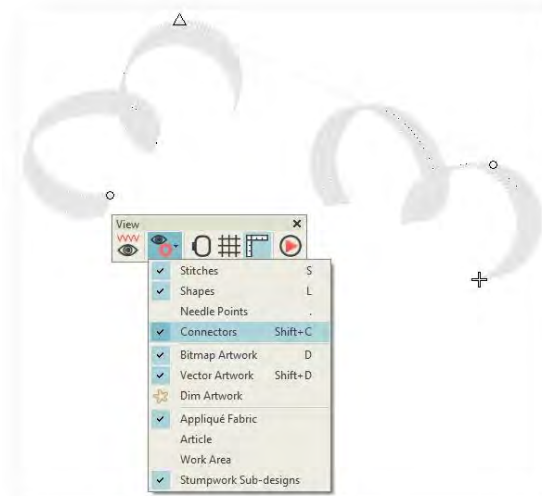 View
Stitches S
Shapes L
Needle Points .
Connectors Shift+C
Bitmap Artwork D
Vector Artwork Shift+D
Dim Artwork
Appliqué Fabric
Article
Work Area
Stumpwork Sub-designs